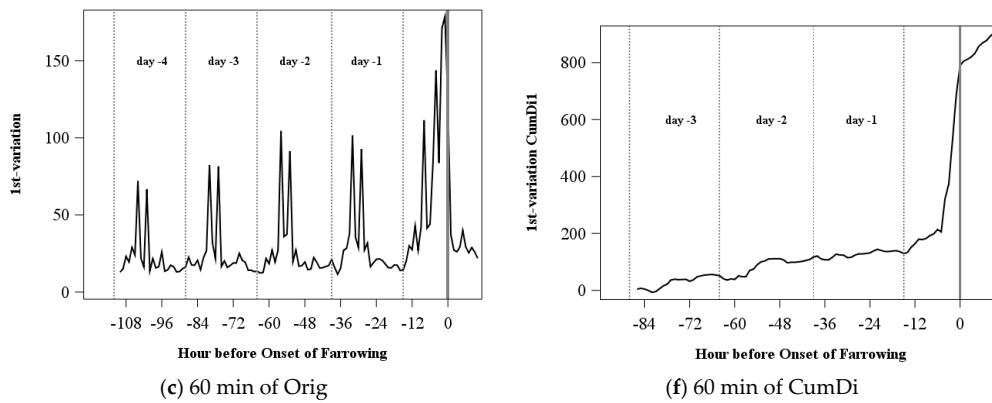 1st-variation
150
100
50
0
day -4
day -3
day -2
day -1
-108 -96 -84 -72 -60 -48 -36 -24 -12 0
Hour before Onset of Farrowing
(c) 60 min of Orig
1st-variation CumDi1
800
600
400
200
0
day -3
day -2
day -1
-84 -72 -60 -48 -36 -24 -12 0
Hour before Onset of Farrowing
(f) 60 min of CumDi